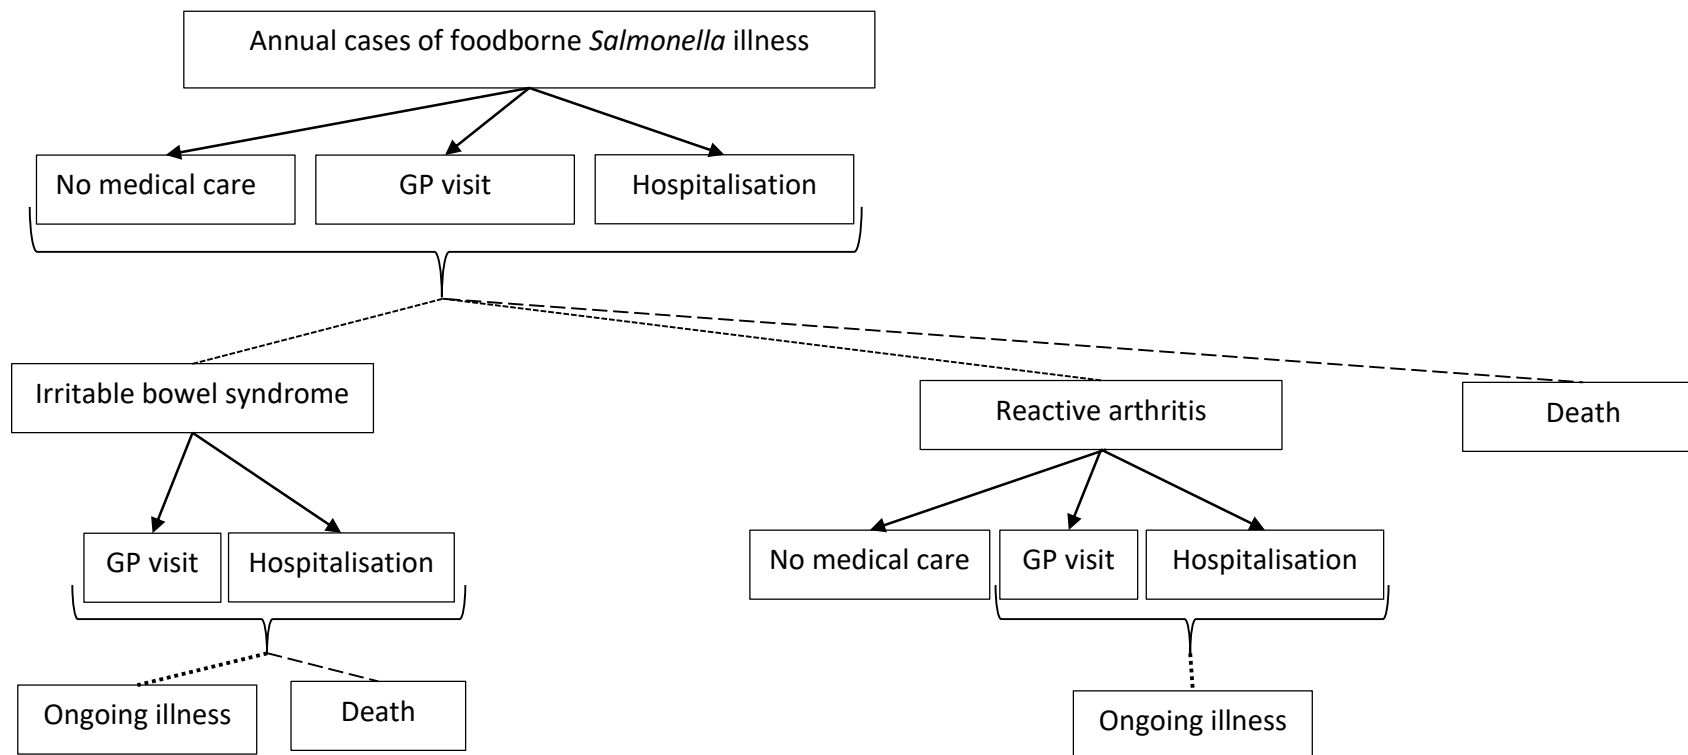 Annual cases of foodborne Salmonella illness
No medical care
GP visit
Hospitalisation
Irritable bowel syndrome
Reactive arthritis
Death
GP visit
Hospitalisation
No medical care
GP visit
Hospitalisation
Ongoing illness
Death
Ongoing illness